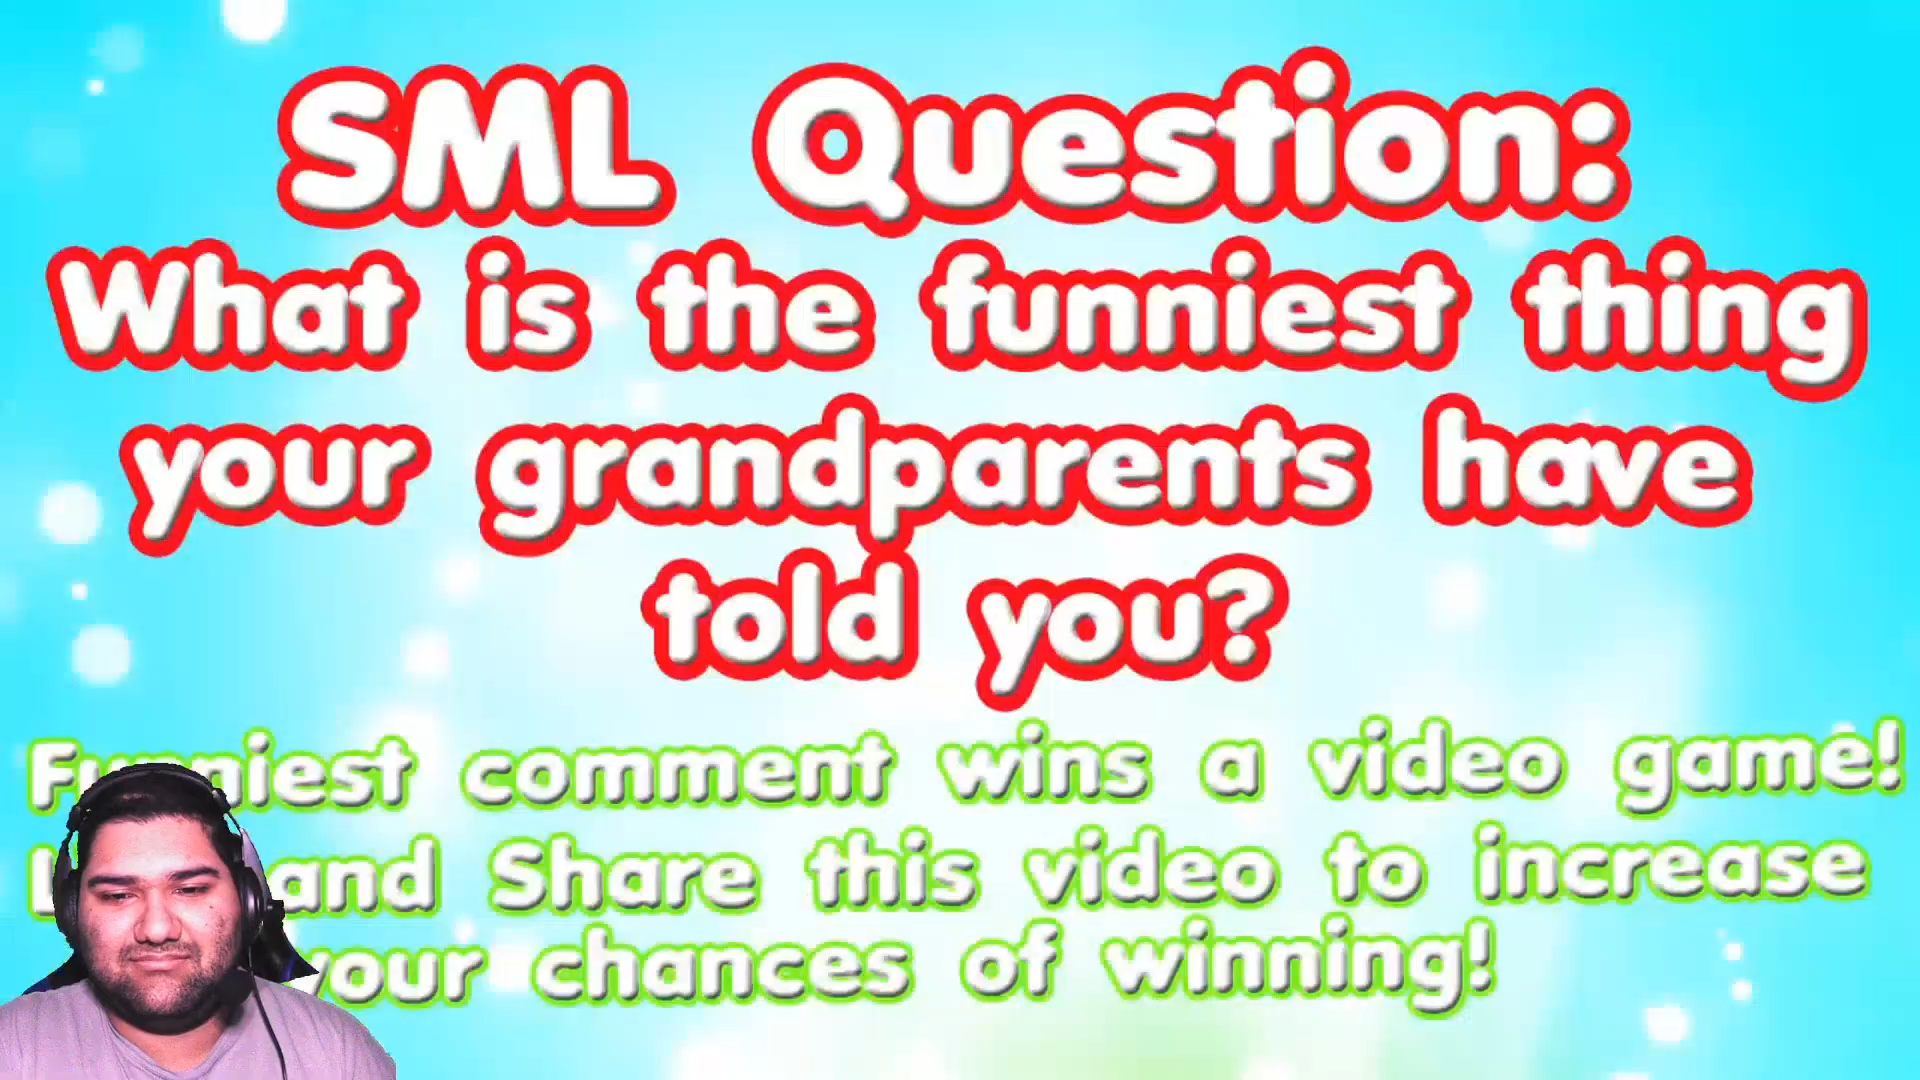 SML Question:
What is the funniest thing
your grandparents have
told you?
Funniest comment wins a video game!
and Share this video to increase
your chances of winning!